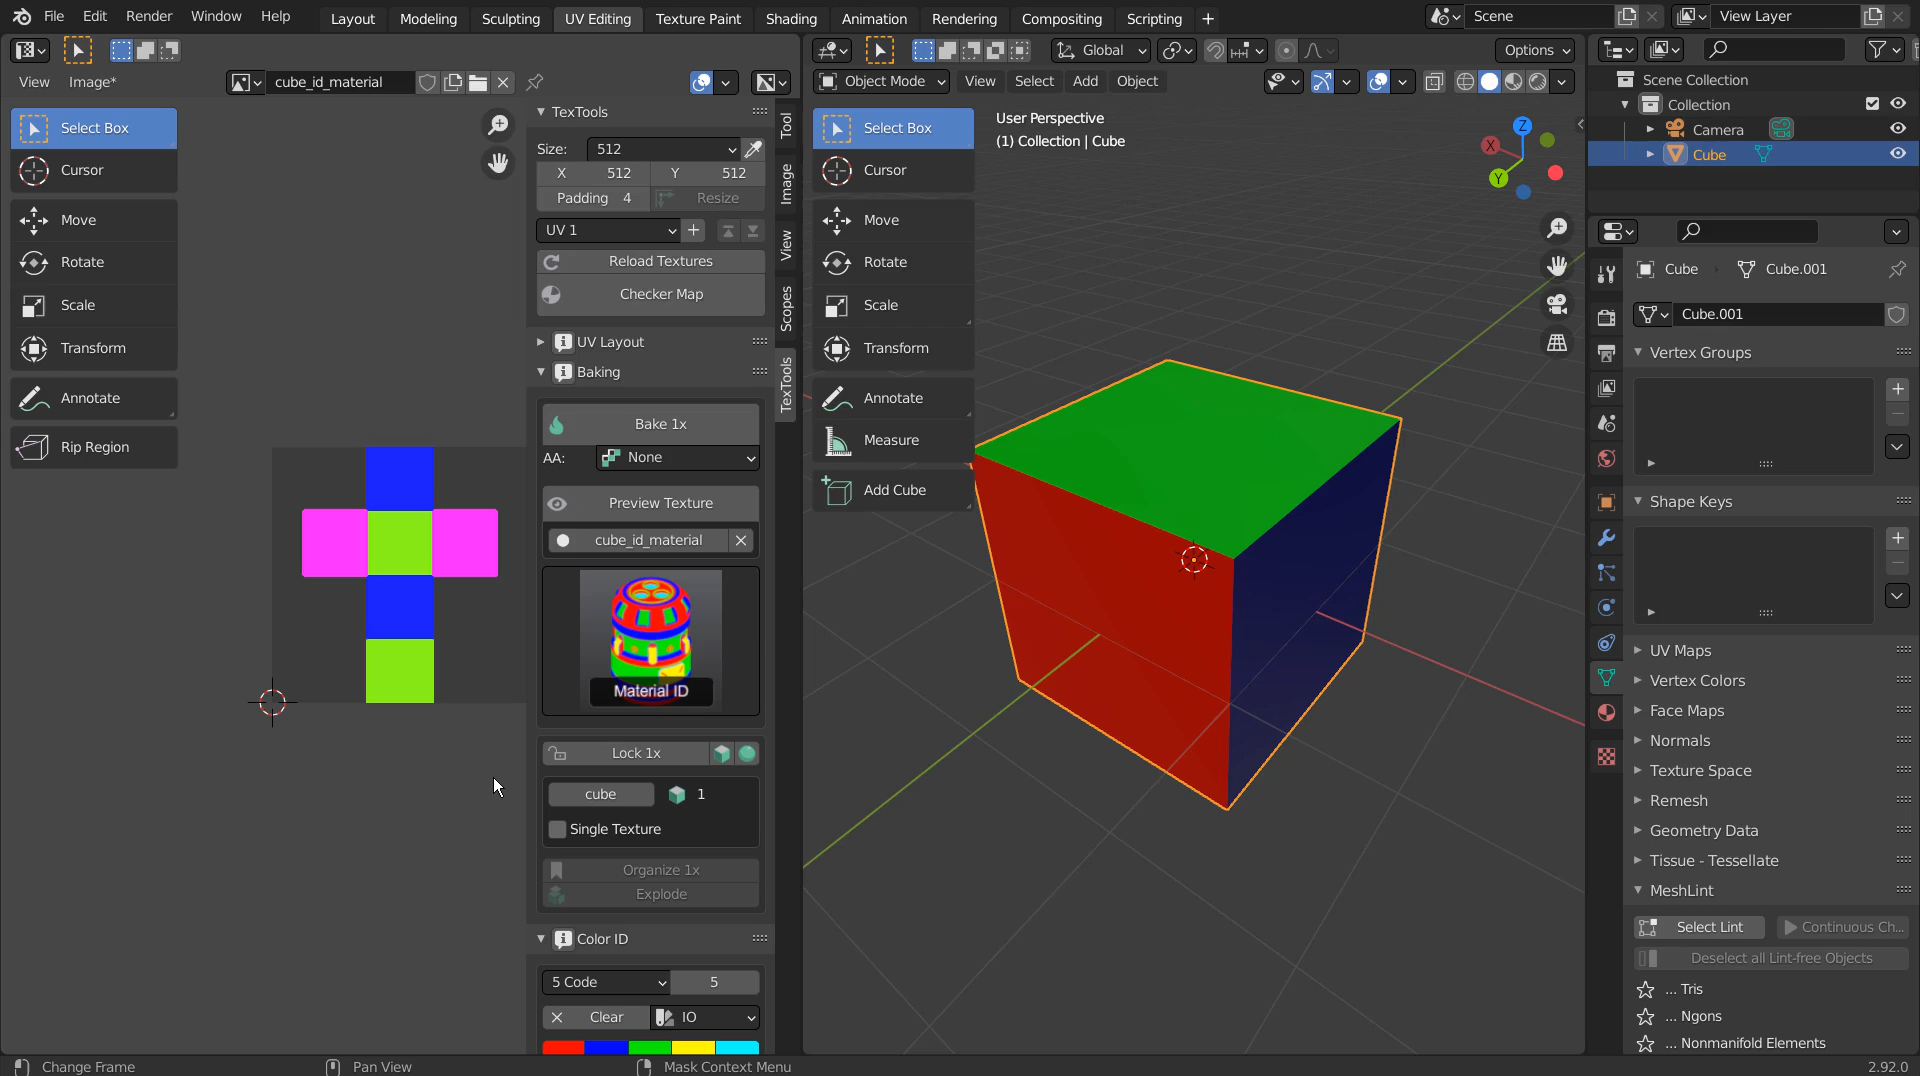 File Edit Render Window Help Layout Modeling Sculpting UV Editing Texture Paint Shading Animation Rendering Compositing Scripting + Scene View Layer
Global Options
View Image* cube_id_material
Object Mode View Select Add Object
Select Box
Cursor
Move
Rotate
Scale
Transform
Annotate
Rip Region
TexTools
Size: 512
X 512 Y 512
Padding 4 Resize
UV 1
Reload Textures
Checker Map
UV Layout
Baking
Bake 1x
AA: None
Preview Texture
cube_id_material
Material ID
Lock 1x
cube 1
Single Texture
Organize 1x
Explode
Color ID
5 Code 5
Clear IO
Tool
Image
View
Scopes
TexTools
Select Box
Cursor
Move
Rotate
Scale
Transform
Annotate
Measure
Add Cube
User Perspective
(1) Collection | Cube
Z
X
Y
Scene Collection
Collection
Camera
Cube
Cube Cube.001
Cube.001
Vertex Groups
Shape Keys
UV Maps
Vertex Colors
Face Maps
Normals
Texture Space
Remesh
Geometry Data
Tissue - Tessellate
MeshLint
Select Lint Continuous Ch...
Deselect all Lint-free Objects
... Tris
... Ngons
... Nonmanifold Elements
Change Frame Pan View Mask Context Menu 2.92.0